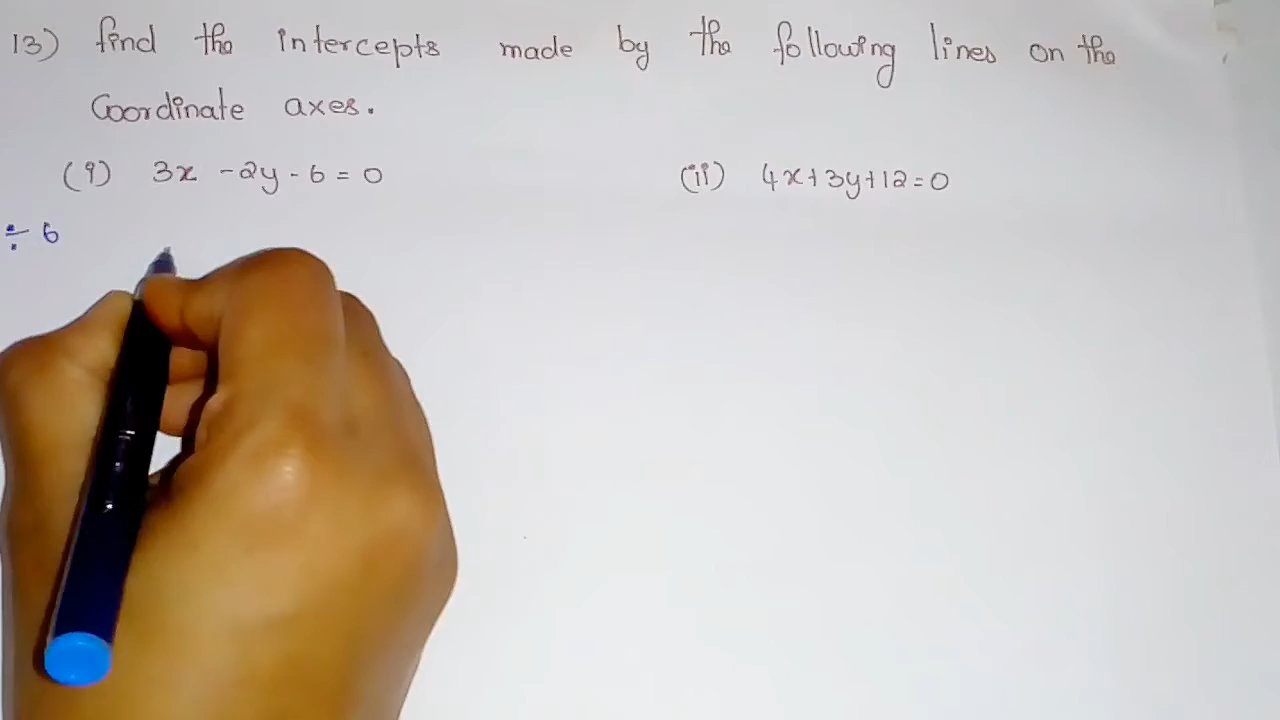 13) find the intercepts made by the following lines on the
Coordinate axes.
(i) 3x - 2y - 6 = 0
(ii) 4x + 3y + 12 = 0
÷ 6